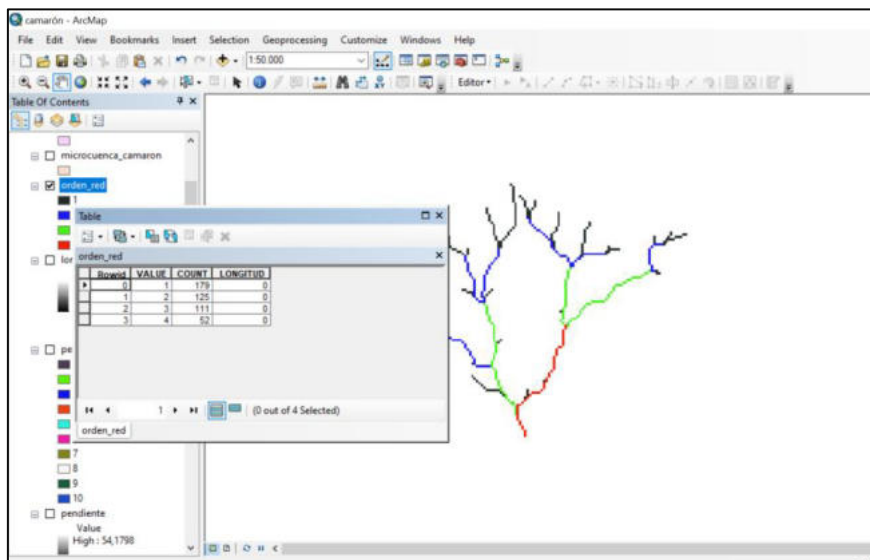 camarón - ArcMap
File Edit View Bookmarks Insert Selection Geoprocessing Customize Windows Help
1:50.000
Editor
Table Of Contents
microcuenca_camaron
orden_red
1
Table
orden_red
Rowid VALUE COUNT LONGITUD
0 1 179 0
1 2 125 0
2 3 111 0
3 4 52 0
1 (0 out of 4 Selected)
orden_red
lon
pe
7
8
9
10
pendiente
Value
High : 54,1798